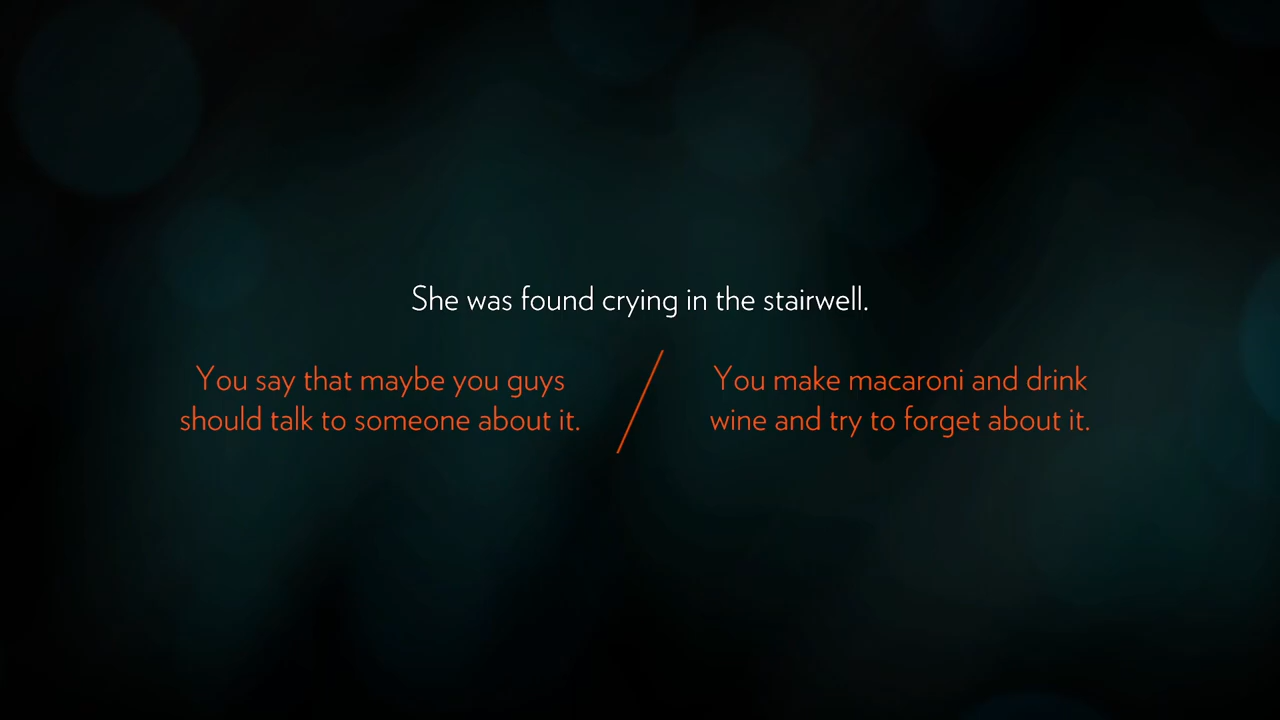 She was found crying in the stairwell.
You say that maybe you guys
should talk to someone about it.
You make macaroni and drink
wine and try to forget about it.